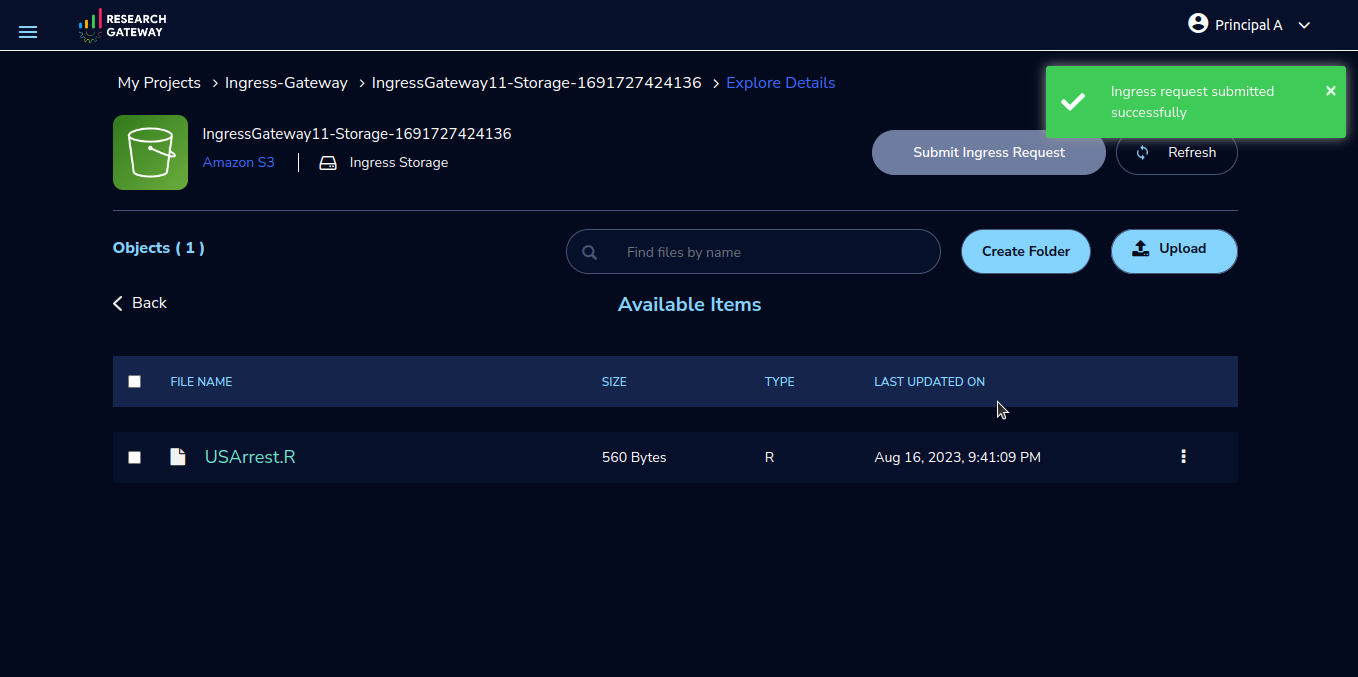 RESEARCH
GATEWAY
Principal A
My Projects > Ingress-Gateway > IngressGateway11-Storage-1691727424136 > Explore Details
Ingress request submitted
successfully
×
IngressGateway11-Storage-1691727424136
Amazon S3 | Ingress Storage
Submit Ingress Request
Refresh
Objects ( 1 )
Find files by name
Create Folder
Upload
Back
Available Items
FILE NAME SIZE TYPE LAST UPDATED ON
USArrest.R 560 Bytes R Aug 16, 2023, 9:41:09 PM